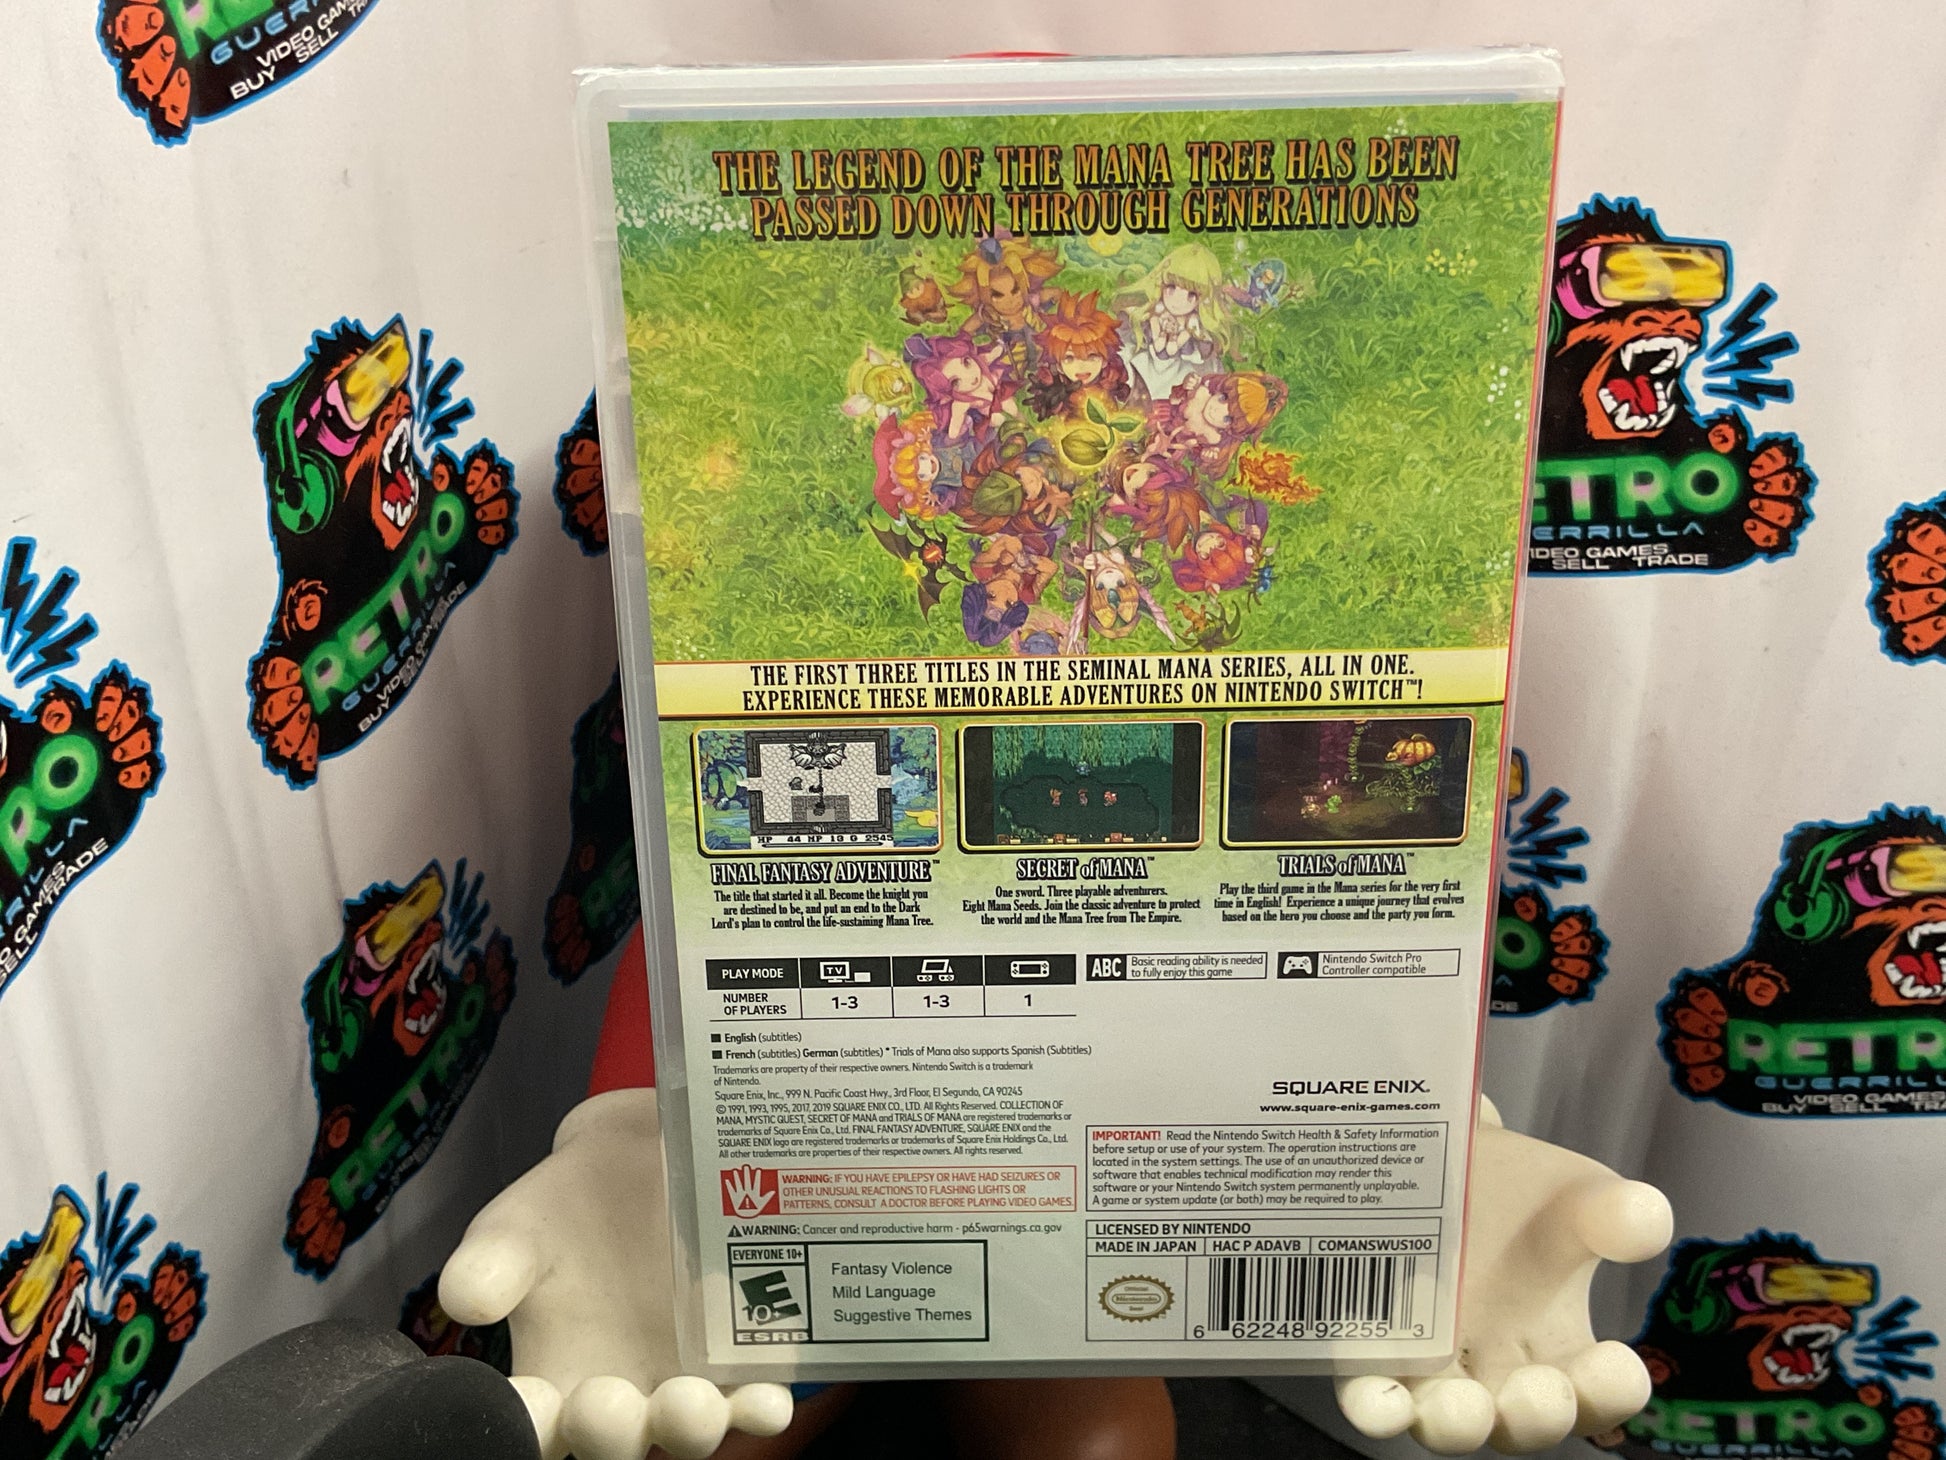 RETRO
GUERRILLA
VIDEO GAMES
BUY SELL TRADE
THE LEGEND OF THE MANA TREE HAS BEEN
PASSED DOWN THROUGH GENERATIONS
THE FIRST THREE TITLES IN THE SEMINAL MANA SERIES, ALL IN ONE.
EXPERIENCE THESE MEMORABLE ADVENTURES ON NINTENDO SWITCH™!
HP 44 MP 13 G 2545
FINAL FANTASY ADVENTURE™
The title that started it all. Become the knight you
are destined to be, and put an end to the Dark
Lord's plan to control the life-sustaining Mana Tree.
SECRET of MANA™
One sword. Three playable adventurers.
Eight Mana Seeds. Join the classic adventure to protect
the world and the Mana Tree from The Empire.
TRIALS of MANA™
Play the third game in the Mana series for the very first
time in English! Experience a unique journey that evolves
based on the hero you choose and the party you form.
PLAY MODE TV
NUMBER
OF PLAYERS
1-3 1-3 1
ABC Basic reading ability is needed
to fully enjoy this game
Nintendo Switch Pro
Controller compatible
English (subtitles)
French (subtitles) German (subtitles) * Trials of Mana also supports Spanish (Subtitles)
Trademarks are property of their respective owners. Nintendo Switch is a trademark
of Nintendo.
Square Enix, Inc., 999 N. Pacific Coast Hwy., 3rd Floor, El Segundo, CA 90245
© 1991, 1993, 1995, 2017, 2019 SQUARE ENIX CO., LTD. All Rights Reserved. COLLECTION OF
MANA, MYSTIC QUEST, SECRET OF MANA and TRIALS OF MANA are registered trademarks or
trademarks of Square Enix Co., Ltd. FINAL FANTASY ADVENTURE, SQUARE ENIX and the
SQUARE ENIX logo are registered trademarks or trademarks of Square Enix Holdings Co., Ltd.
All other trademarks are properties of their respective owners. All rights reserved.
WARNING: IF YOU HAVE EPILEPSY OR HAVE HAD SEIZURES OR
OTHER UNUSUAL REACTIONS TO FLASHING LIGHTS OR
PATTERNS, CONSULT A DOCTOR BEFORE PLAYING VIDEO GAMES.
WARNING: Cancer and reproductive harm - p65warnings.ca.gov
EVERYONE 10+
E
10+
ESRB
Fantasy Violence
Mild Language
Suggestive Themes
SQUARE ENIX.
www.square-enix-games.com
IMPORTANT! Read the Nintendo Switch Health & Safety Information
before setup or use of your system. The operation instructions are
located in the system settings. The use of an unauthorized device or
software that enables technical modification may render this
software or your Nintendo Switch system permanently unplayable.
A game or system update (or both) may be required to play.
LICENSED BY NINTENDO
MADE IN JAPAN HAC P ADAVB COMANSWUS100
Official
Nintendo
Seal
6 62248 92255 3